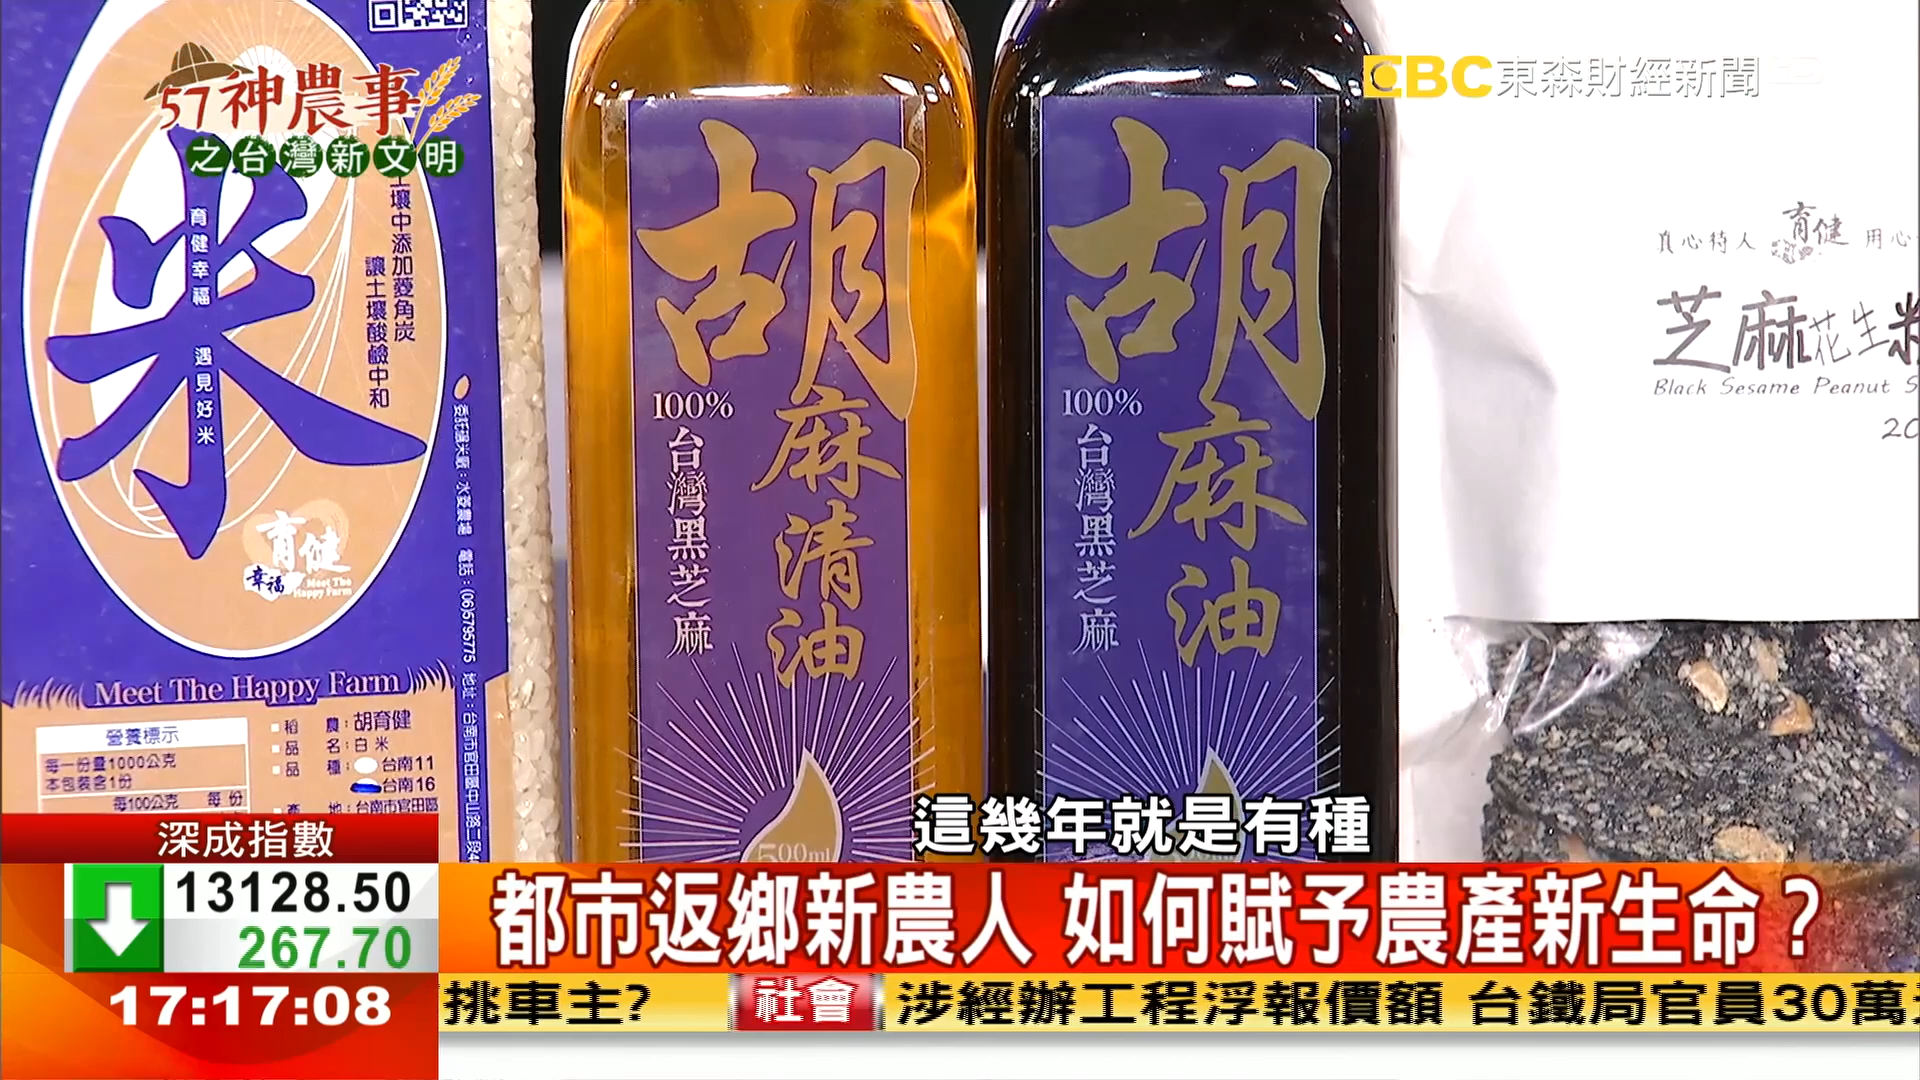 57神農事
之台灣新文明
EBC東森財經新聞
米
育健幸福 遇見好米
壤中添加菱角炭
讓土壤酸鹼中和
育健
幸福
Meet The
Happy Farm
Meet The Happy Farm
營養標示
每一份量1000公克
本包裝含1份
每100公克 每份
稻 農：胡育健
品 名：白米
品 種：台南11
台南16
產 地：台南市官田區
電話：(06)5795775 地址：台南市官田區中山路二段4
胡麻清油
100%
台灣黑芝麻
500ml
胡麻油
100%
台灣黑芝麻
真心待人 育健 用心
芝麻花生
Black Sesame Peanut S
20
這幾年就是有種
深成指數
13128.50
267.70
17:17:08
都市返鄉新農人 如何賦予農產新生命？
挑車主?
社會
涉經辦工程浮報價額 台鐵局官員30萬